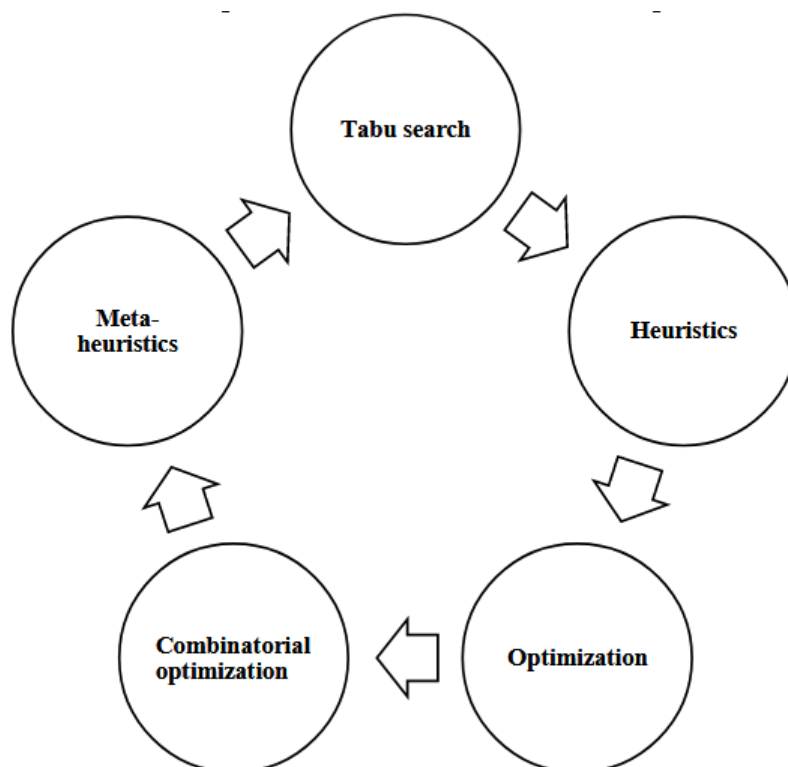 Tabu search
Heuristics
Optimization
Combinatorial
optimization
Meta-
heuristics